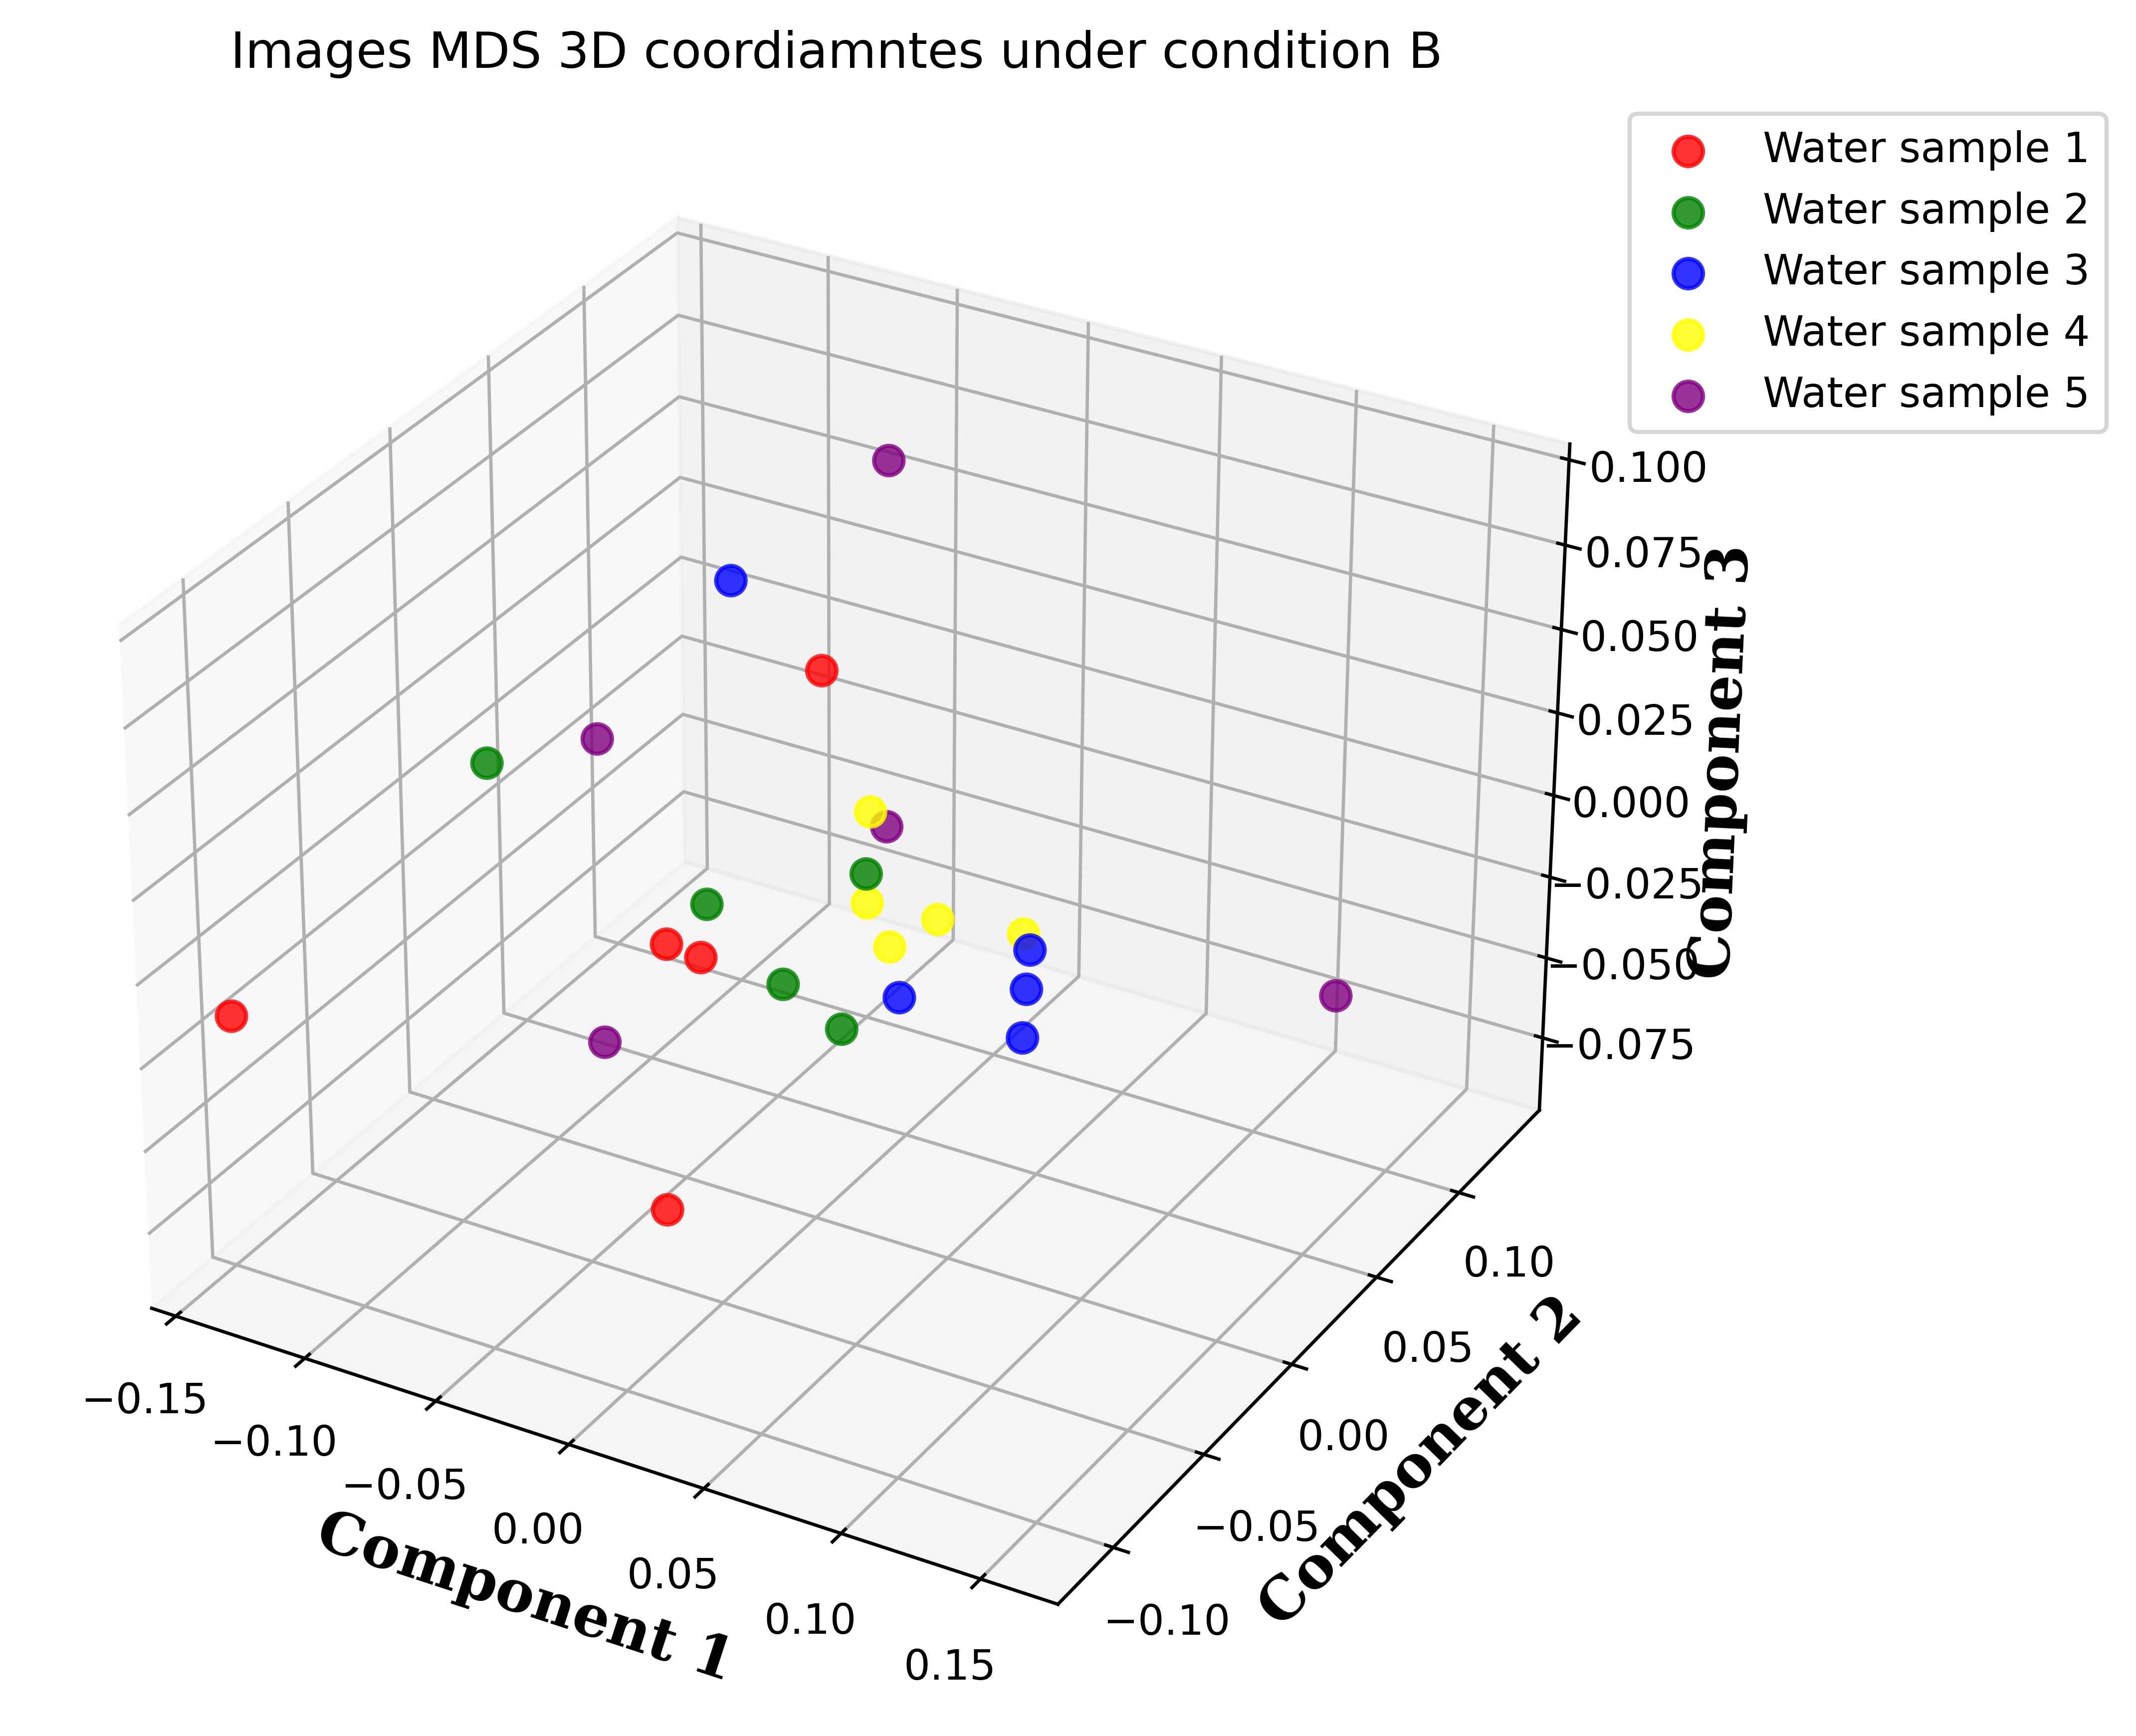 Images MDS 3D coordiamntes under condition B
Water sample 1
Water sample 2
Water sample 3
Water sample 4
Water sample 5
0.100
0.075
0.050
0.025
0.000
−0.025
−0.050
−0.075
Component 3
0.10
0.05
0.00
−0.05
−0.10
Component 2
−0.15
−0.10
−0.05
0.00
0.05
0.10
0.15
Component 1